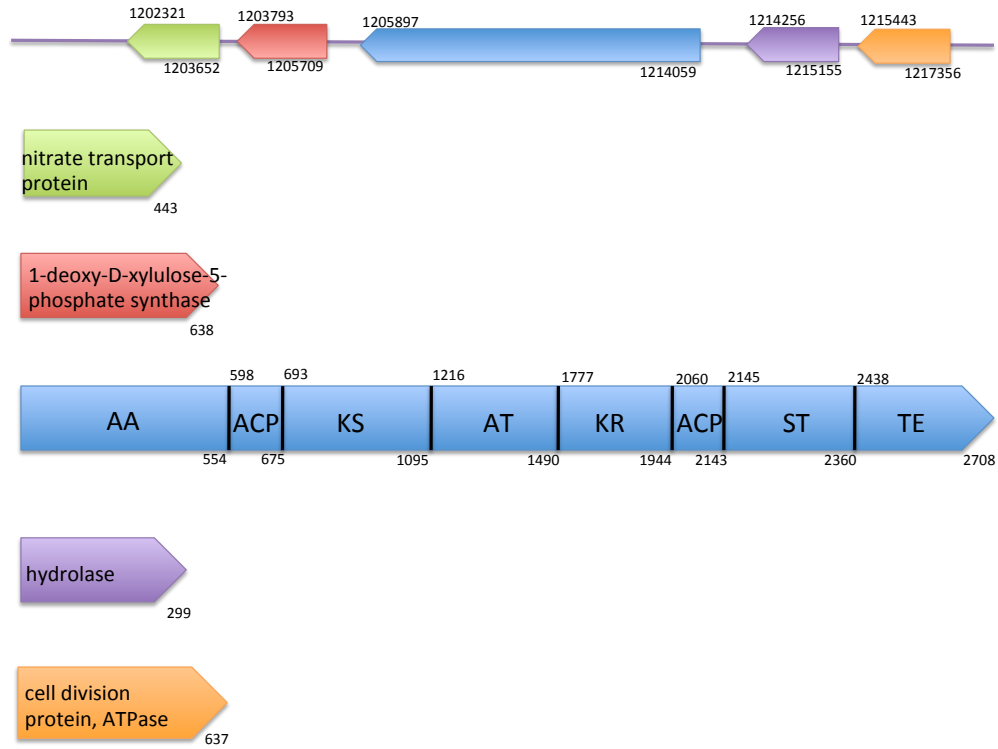 1202321 1203793 1205897 1214256 1215443
1203652 1205709 1214059 1215155 1217356
nitrate transport
protein
443
1-deoxy-D-xylulose-5-
phosphate synthase
638
598 693 1216 1777 2060 2145 2438
AA ACP KS AT KR ACP ST TE
554 675 1095 1490 1944 2143 2360 2708
hydrolase
299
cell division
protein, ATPase
637